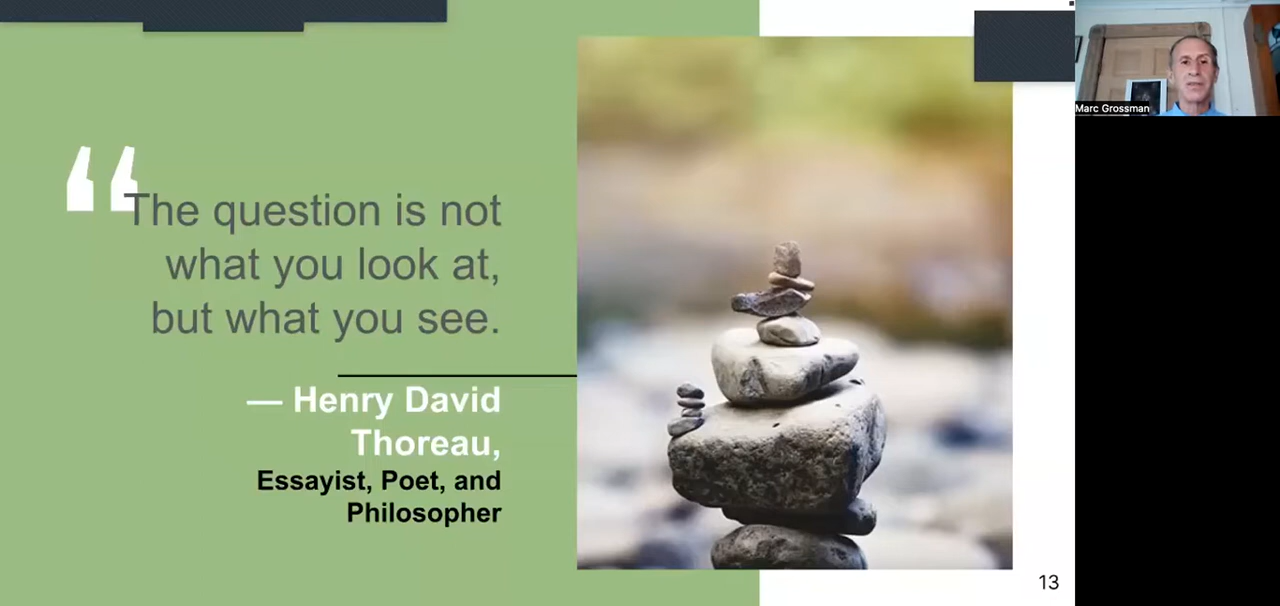 “
The question is not
what you look at,
but what you see.
— Henry David
Thoreau,
Essayist, Poet, and
Philosopher
13
Marc Grossman